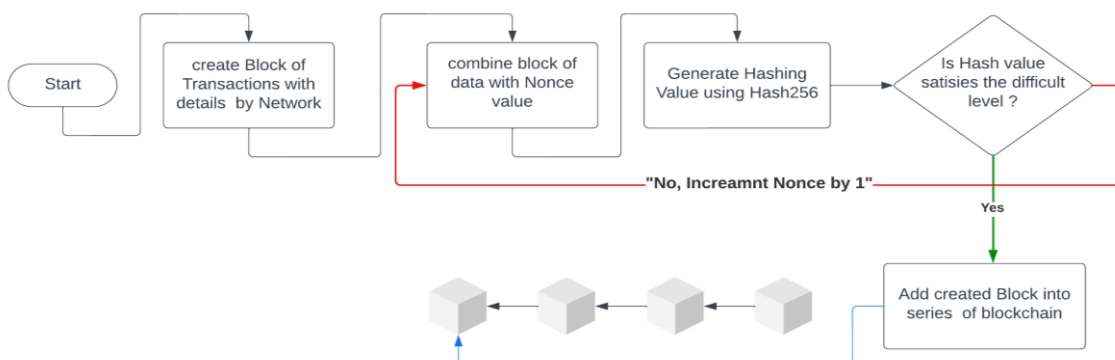 Start
create Block of
Transactions with
details by Network
combine block of
data with Nonce
value
Generate Hashing
Value using Hash256
Is Hash value
satisies the difficult
level ?
"No, Increamnt Nonce by 1"
Yes
Add created Block into
series of blockchain